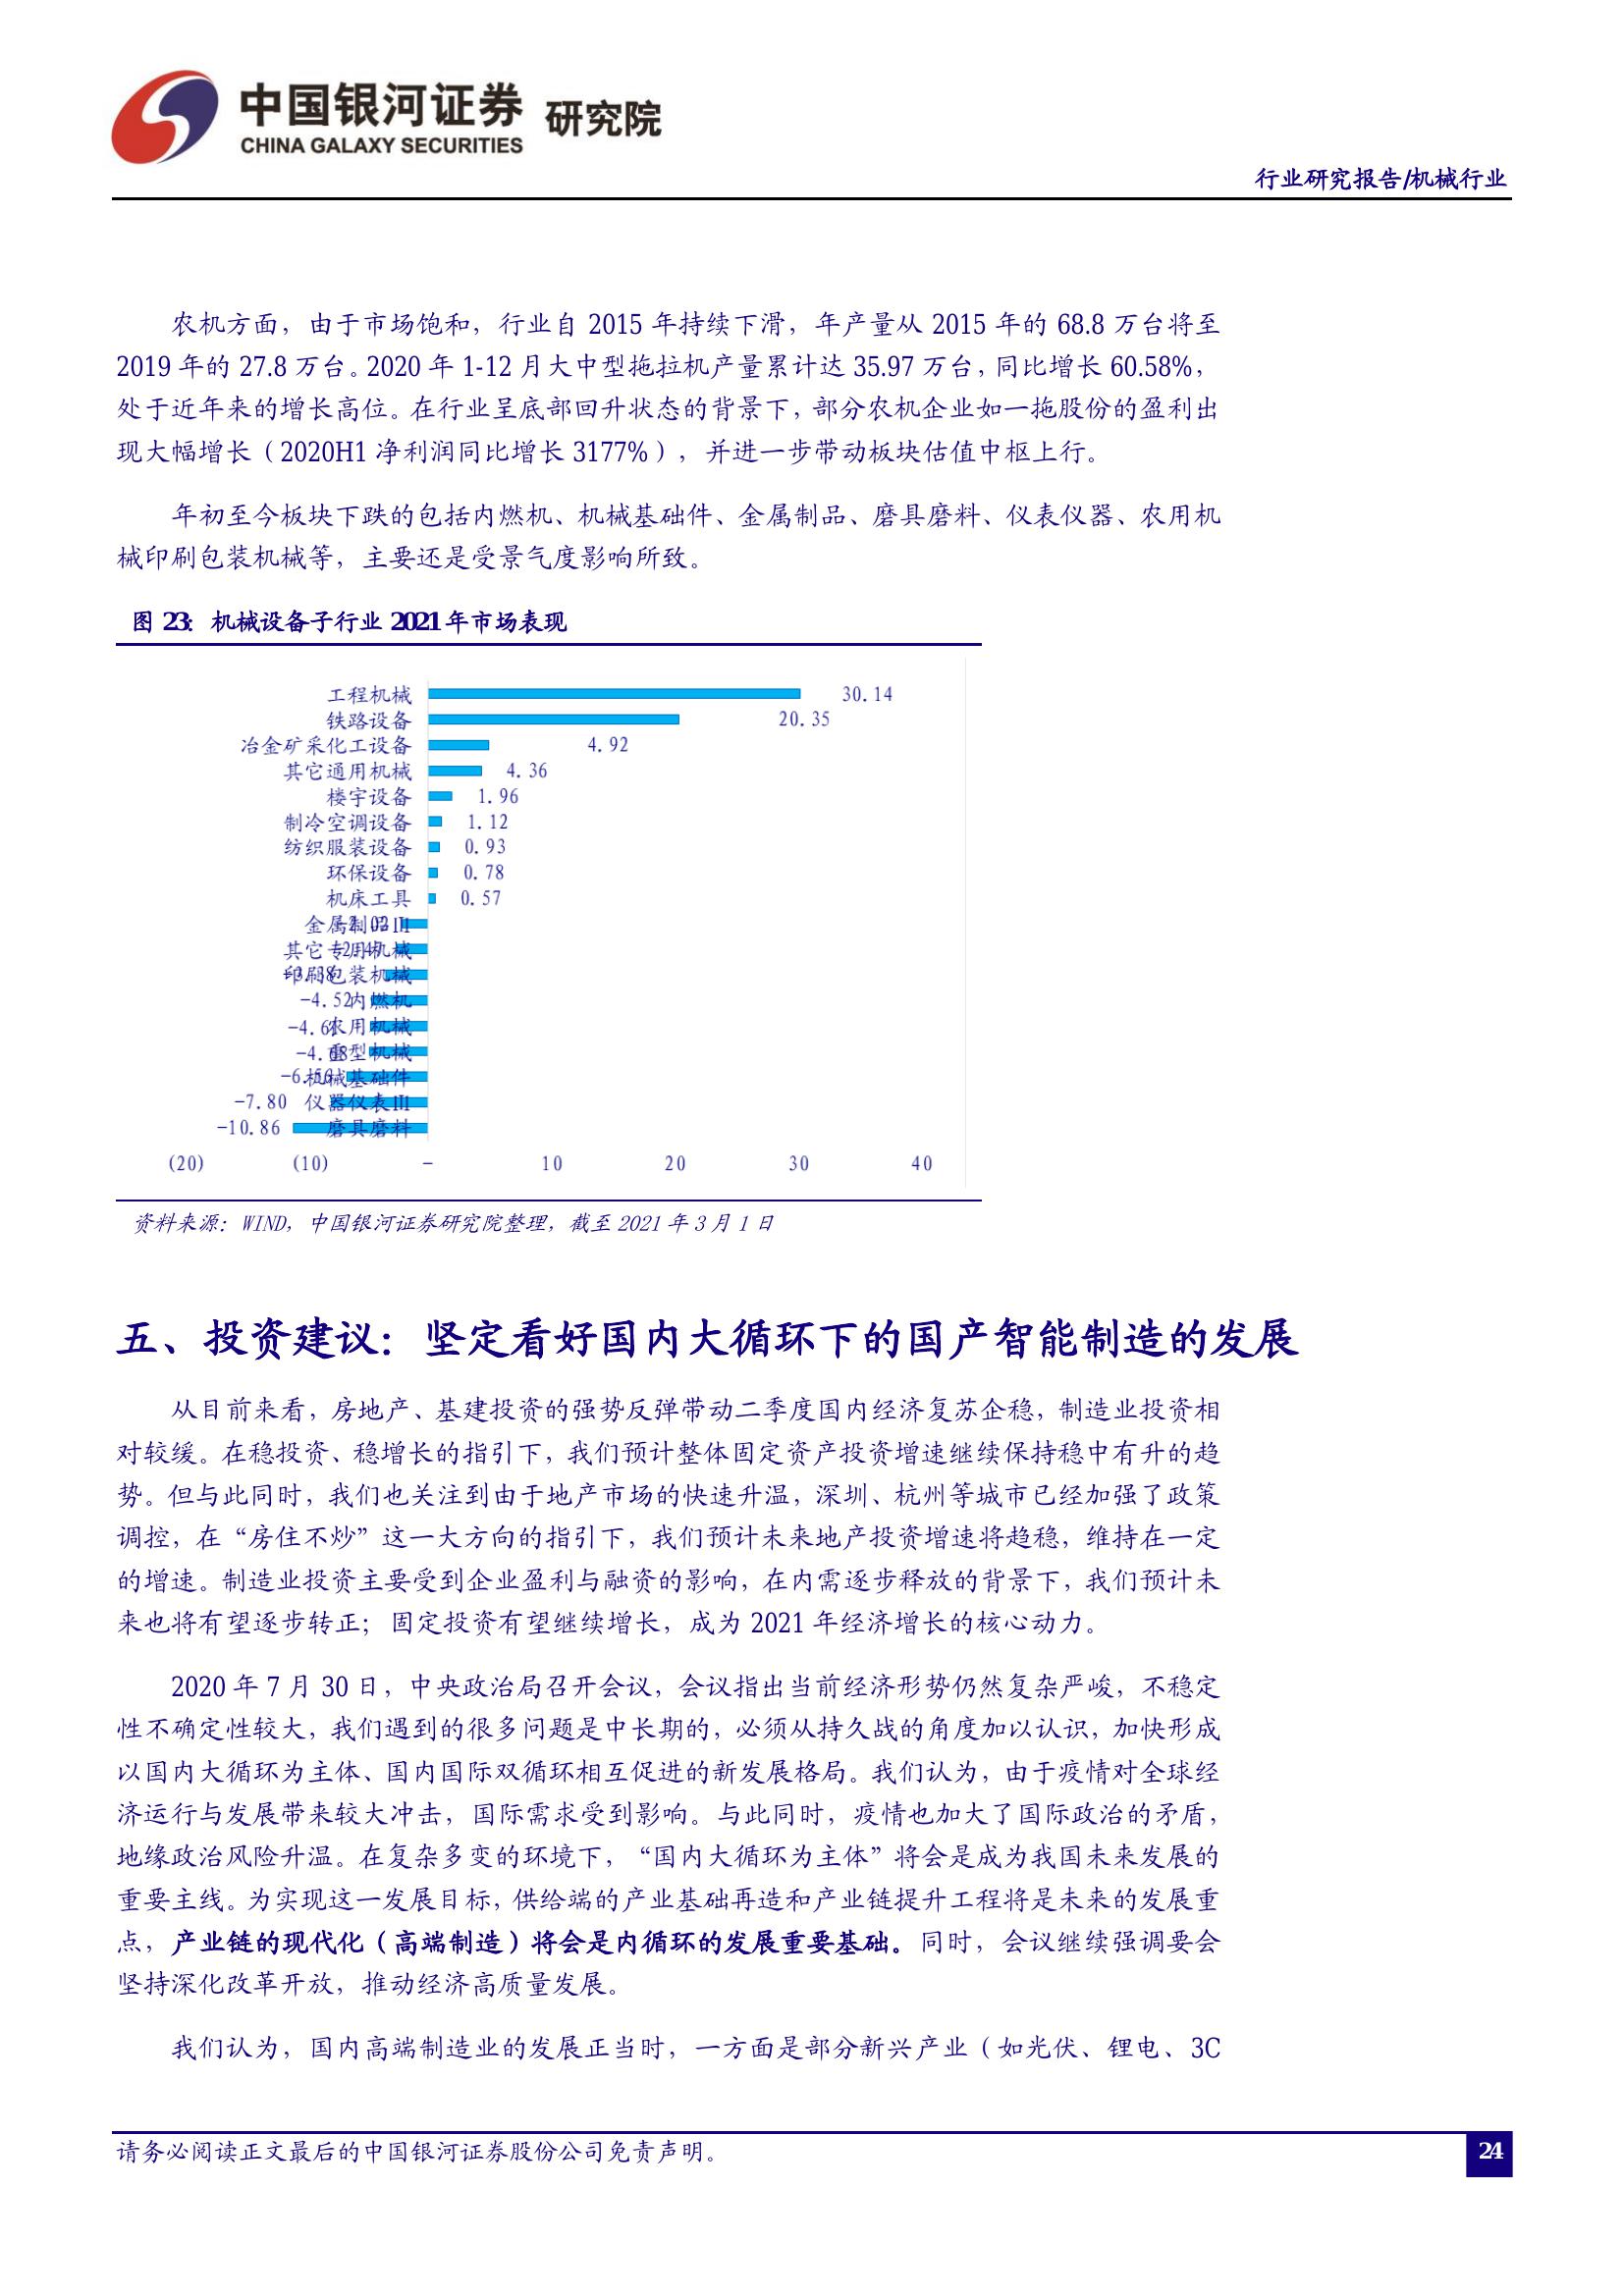 中国银河证券 研究院
CHINA GALAXY SECURITIES
行业研究报告/机械行业
农机方面，由于市场饱和，行业自 2015 年持续下滑，年产量从 2015 年的 68.8 万台将至
2019 年的 27.8 万台。2020 年 1-12 月大中型拖拉机产量累计达 35.97 万台，同比增长 60.58%，
处于近年来的增长高位。在行业呈底部回升状态的背景下，部分农机企业如一拖股份的盈利出
现大幅增长（2020H1 净利润同比增长 3177%），并进一步带动板块估值中枢上行。
年初至今板块下跌的包括内燃机、机械基础件、金属制品、磨具磨料、仪表仪器、农用机
械印刷包装机械等，主要还是受景气度影响所致。
图 23：机械设备子行业 2021 年市场表现
工程机械 30.14
铁路设备 20.35
冶金矿采化工设备 4.92
其它通用机械 4.36
楼宇设备 1.96
制冷空调设备 1.12
纺织服装设备 0.93
环保设备 0.78
机床工具 0.57
金属制品III
其它专用机械
印刷包装机械
-4.52 内燃机
农用机械
-4.68 重型机械
-6.56 机械基础件
-7.80 仪器仪表III
-10.86 磨具磨料
(20) (10) - 10 20 30 40
资料来源：WIND，中国银河证券研究院整理，截至 2021 年 3 月 1 日
五、投资建议：坚定看好国内大循环下的国产智能制造的发展
从目前来看，房地产、基建投资的强势反弹带动二季度国内经济复苏企稳，制造业投资相
对较缓。在稳投资、稳增长的指引下，我们预计整体固定资产投资增速继续保持稳中有升的趋
势。但与此同时，我们也关注到由于地产市场的快速升温，深圳、杭州等城市已经加强了政策
调控，在“房住不炒”这一大方向的指引下，我们预计未来地产投资增速将趋稳，维持在一定
的增速。制造业投资主要受到企业盈利与融资的影响，在内需逐步释放的背景下，我们预计未
来也将有望逐步转正；固定投资有望继续增长，成为 2021 年经济增长的核心动力。
2020 年 7 月 30 日，中央政治局召开会议，会议指出当前经济形势仍然复杂严峻，不稳定
性不确定性较大，我们遇到的很多问题是中长期的，必须从持久战的角度加以认识，加快形成
以国内大循环为主体、国内国际双循环相互促进的新发展格局。我们认为，由于疫情对全球经
济运行与发展带来较大冲击，国际需求受到影响。与此同时，疫情也加大了国际政治的矛盾，
地缘政治风险升温。在复杂多变的环境下，“国内大循环为主体”将会是成为我国未来发展的
重要主线。为实现这一发展目标，供给端的产业基础再造和产业链提升工程将是未来的发展重
点，产业链的现代化（高端制造）将会是内循环的发展重要基础。同时，会议继续强调要会
坚持深化改革开放，推动经济高质量发展。
我们认为，国内高端制造业的发展正当时，一方面是部分新兴产业（如光伏、锂电、3C
请务必阅读正文最后的中国银河证券股份公司免责声明。
24